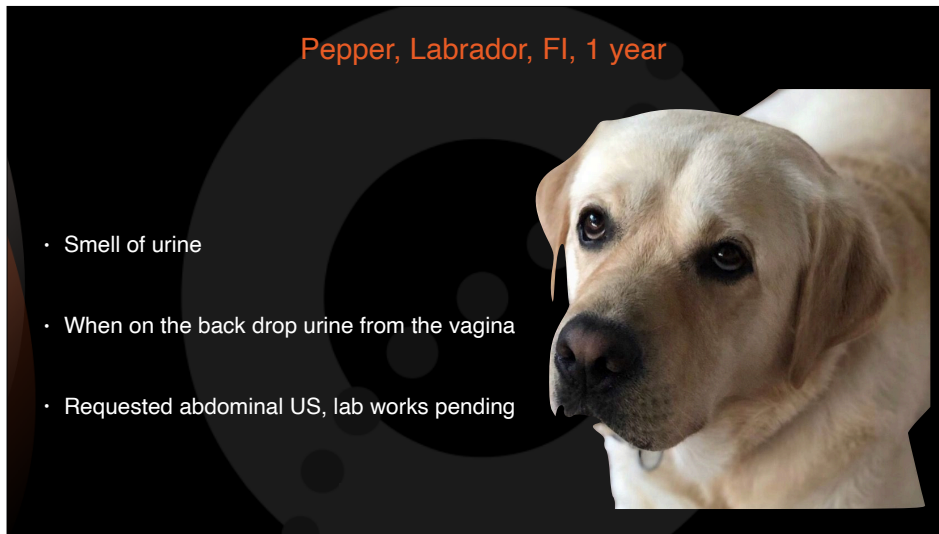 Pepper, Labrador, FI, 1 year
· Smell of urine
· When on the back drop urine from the vagina
· Requested abdominal US, lab works pending